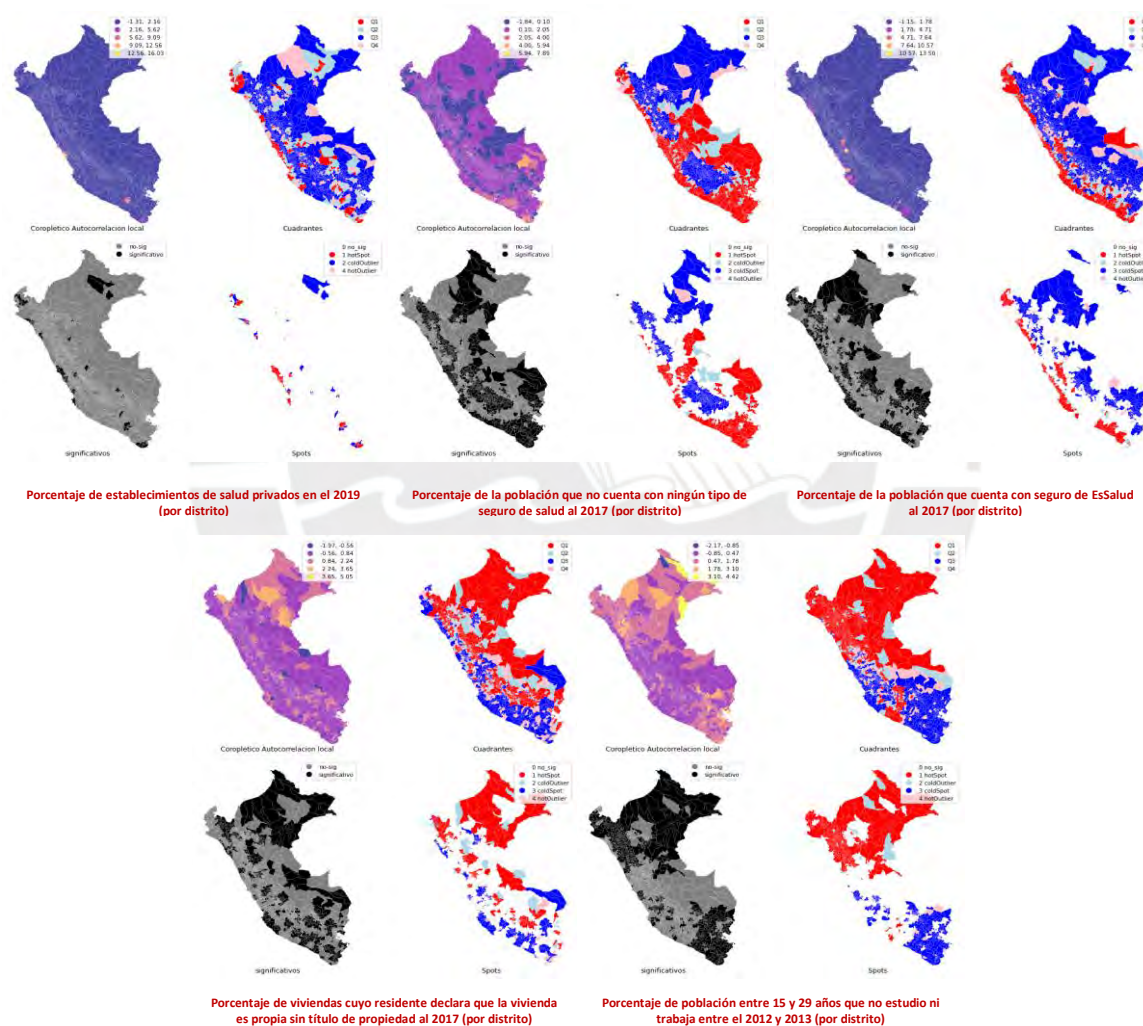 -1.31, 2.16
2.16, 5.62
5.62, 9.09
9.09, 12.56
12.56, 16.03
Q1
Q2
Q3
Q4
-1.84, 0.10
0.10, 2.05
2.05, 4.00
4.00, 5.94
5.94, 7.89
Q1
Q2
Q3
Q4
-1.15, 1.78
1.78, 4.71
4.71, 7.64
7.64, 10.57
10.57, 13.50
Coropletico Autocorrelacion local
Cuadrantes
Coropletico Autocorrelacion local
Cuadrantes
Coropletico Autocorrelacion local
Cuadrantes
no-sig
significativo
0 no_sig
1 hotSpot
2 coldOutlier
4 hotOutlier
no-sig
significativo
0 no_sig
1 hotSpot
2 coldOutlier
3 coldSpot
4 hotOutlier
no-sig
significativo
0 no_sig
1 hotSpot
2 coldOutlier
3 coldSpot
4 hotOutlier
significativos
Spots
significativos
Spots
significativos
Spots
Porcentaje de establecimientos de salud privados en el 2019
(por distrito)
Porcentaje de la población que no cuenta con ningún tipo de
seguro de salud al 2017 (por distrito)
Porcentaje de la población que cuenta con seguro de EsSalud
al 2017 (por distrito)
-1.97, -0.56
-0.56, 0.84
0.84, 2.24
2.24, 3.65
3.65, 5.05
Q1
Q2
Q3
Q4
-2.17, -0.85
-0.85, 0.47
0.47, 1.78
1.78, 3.10
3.10, 4.42
Q1
Q2
Q3
Q4
Coropletico Autocorrelacion local
Cuadrantes
Coropletico Autocorrelacion local
Cuadrantes
no-sig
significativo
0 no_sig
1 hotSpot
2 coldOutlier
3 coldSpot
4 hotOutlier
no-sig
significativo
0 no_sig
1 hotSpot
2 coldOutlier
3 coldSpot
4 hotOutlier
significativos
Spots
significativos
Spots
Porcentaje de viviendas cuyo residente declara que la vivienda
es propia sin título de propiedad al 2017 (por distrito)
Porcentaje de población entre 15 y 29 años que no estudio ni
trabaja entre el 2012 y 2013 (por distrito)